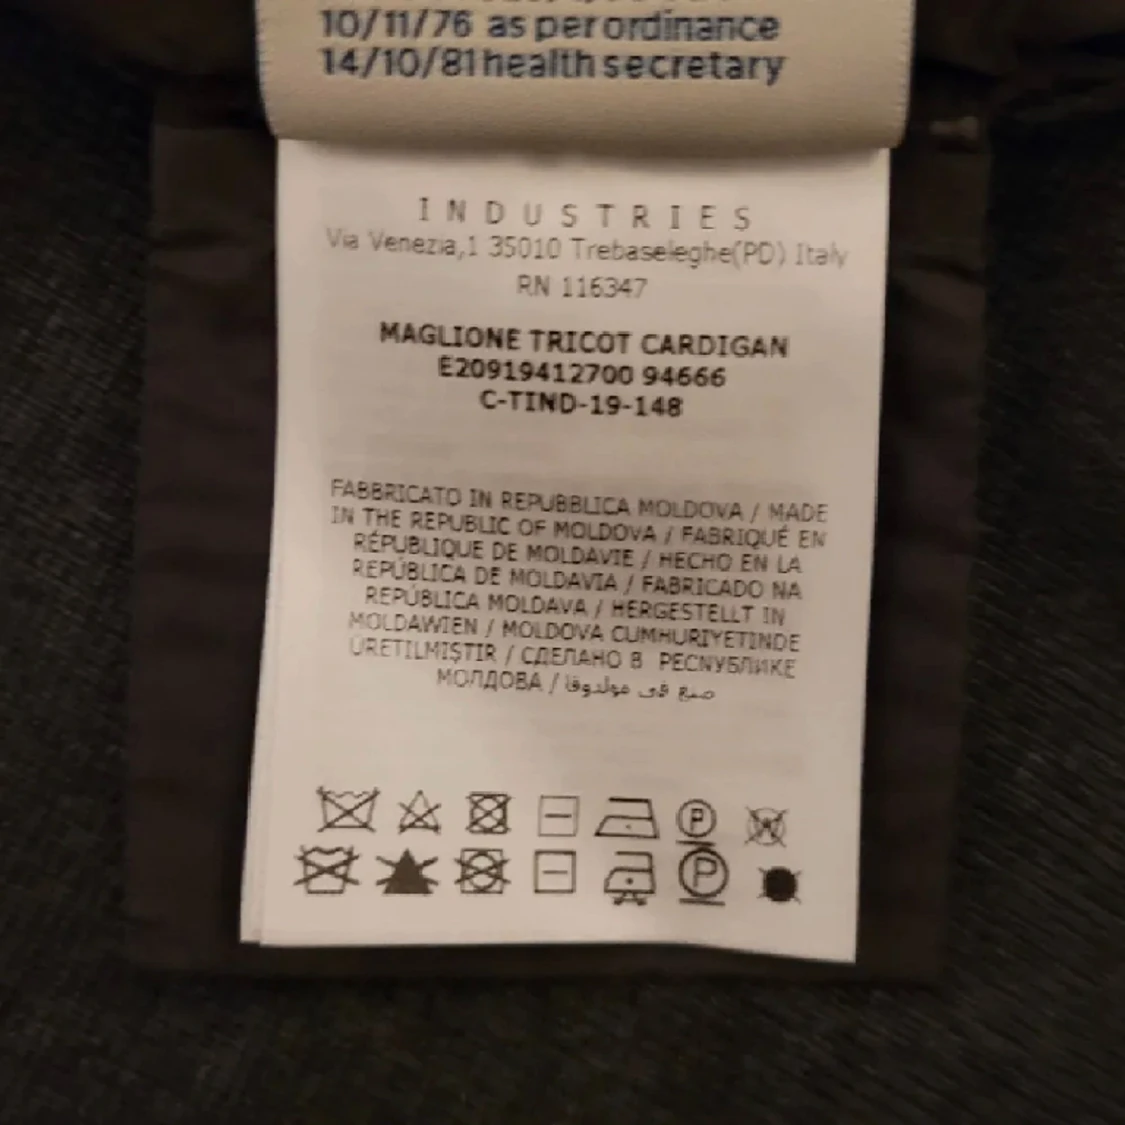 10/11/76 as per ordinance
14/10/81 health secretary
INDUSTRIES
Via Venezia,1 35010 Trebaseleghe(PD) Italy
RN 116347
MAGLIONE TRICOT CARDIGAN
E20919412700 94666
C-TIND-19-148
FABBRICATO IN REPUBBLICA MOLDOVA / MADE
IN THE REPUBLIC OF MOLDOVA / FABRIQUÉ EN
RÉPUBLIQUE DE MOLDAVIE / HECHO EN LA
REPÚBLICA DE MOLDAVIA / FABRICADO NA
REPÚBLICA MOLDAVA / HERGESTELLT IN
MOLDAWIEN / MOLDOVA CUMHURIYETINDE
ÜRETILMIŞTIR / СДЕЛАНО В РЕСПУБЛИКЕ
МОЛДОВА / صنع في مولدوفا
P W
P